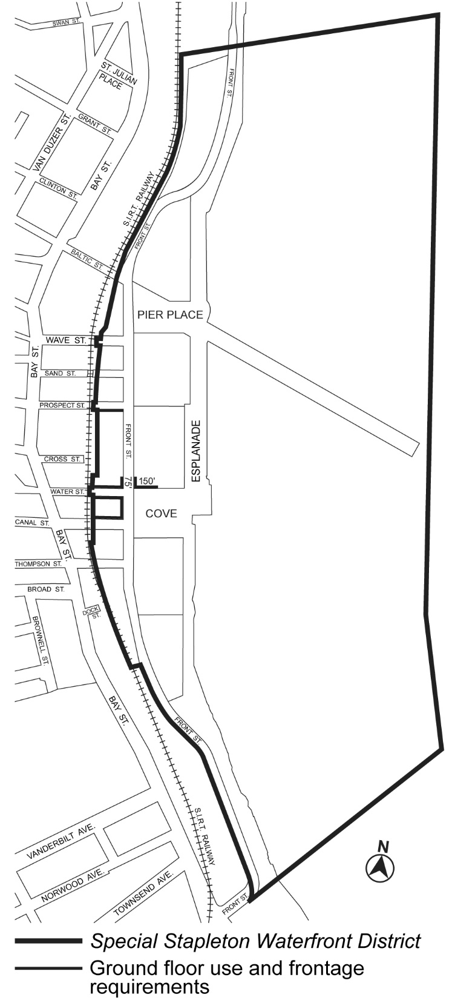 SWAN ST.
ST. JULIAN
PLACE
FRONT ST.
GRANT ST.
VAN DUZER ST.
BAY ST.
CLINTON ST.
S.I.R.T. RAILWAY
FRONT ST.
BALTIC ST.
PIER PLACE
WAVE ST.
BAY ST.
SAND ST.
PROSPECT ST.
FRONT ST.
ESPLANADE
CROSS ST.
75'
150'
WATER ST.
COVE
CANAL ST.
BAY ST.
THOMPSON ST.
BROAD ST.
DOCK
ST.
BROWNELL ST.
BAY ST.
FRONT ST.
S.I.R.T. RAILWAY
VANDERBILT AVE.
N
NORWOOD AVE.
TOWNSEND AVE.
FRONT ST.
Special Stapleton Waterfront District
Ground floor use and frontage
requirements